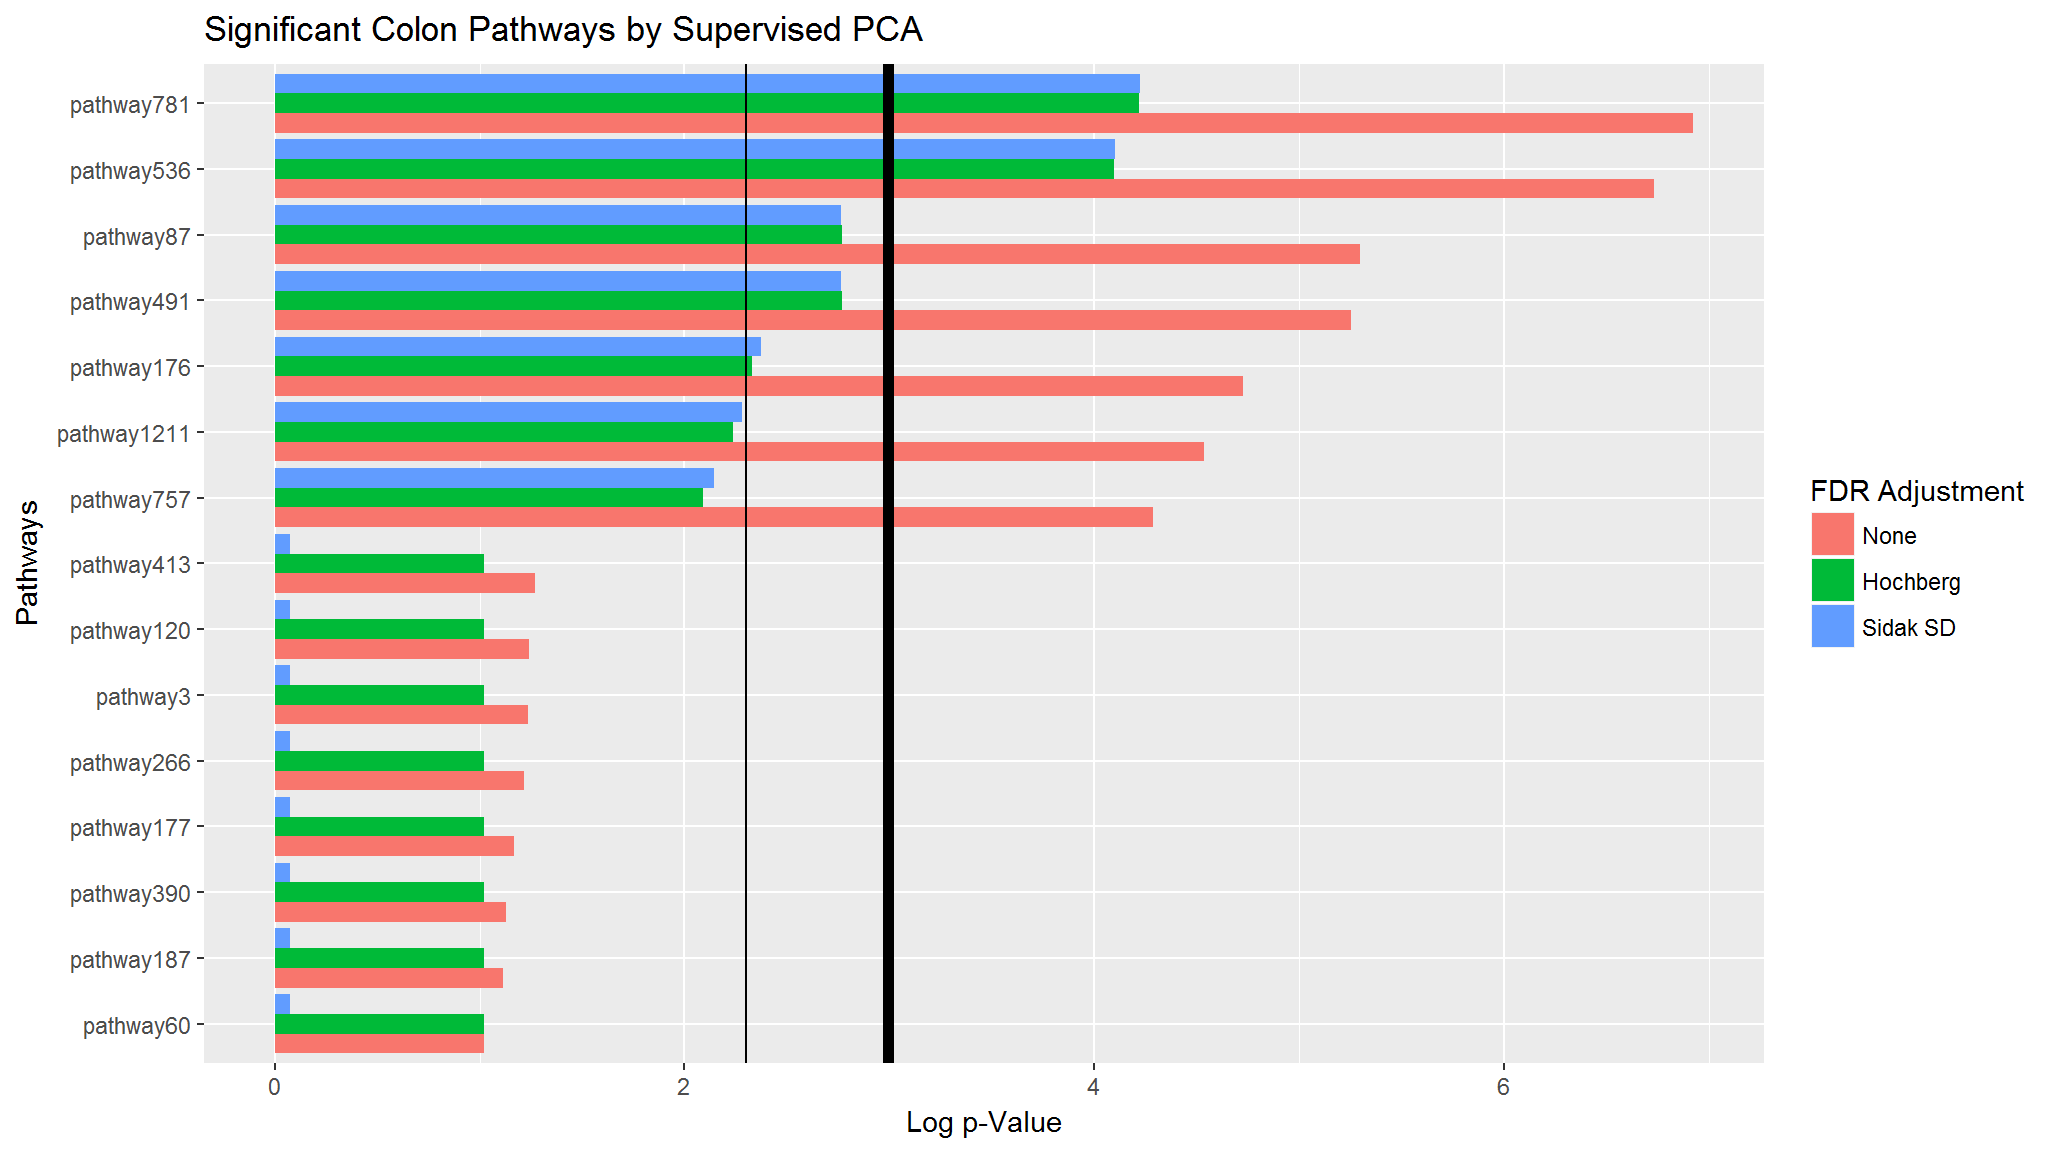 Significant Colon Pathways by Supervised PCA
pathway781
pathway536
pathway87
pathway491
pathway176
pathway1211
pathway757
pathway413
pathway120
pathway3
pathway266
pathway177
pathway390
pathway187
pathway60
Pathways
0 2 4 6
Log p-Value
FDR Adjustment
None
Hochberg
Sidak SD